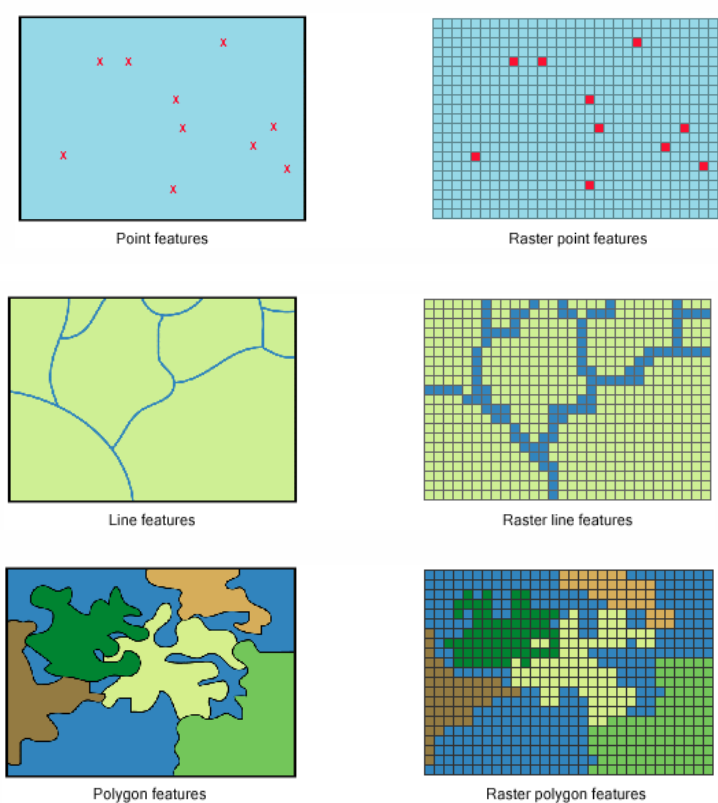 Point features
Raster point features
Line features
Raster line features
Polygon features
Raster polygon features